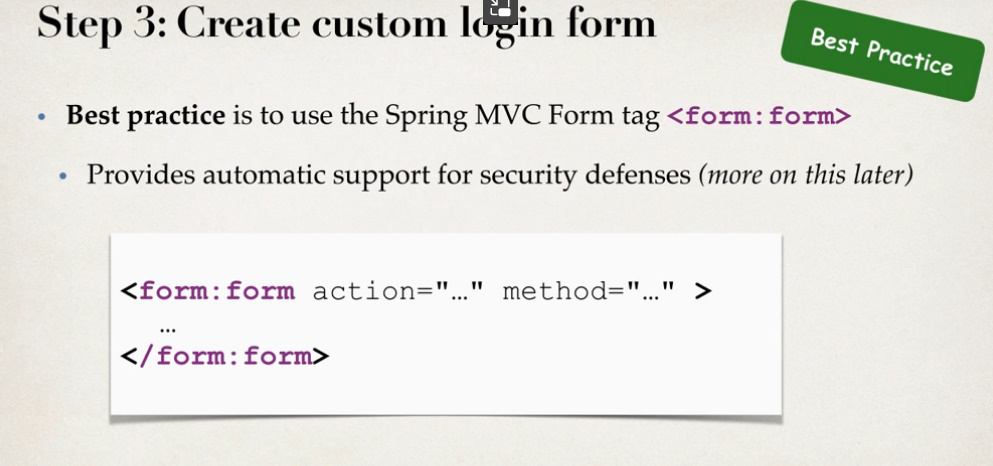 Step 3: Create custom login form
Best Practice
• Best practice is to use the Spring MVC Form tag <form:form>
• Provides automatic support for security defenses (more on this later)
<form:form action="…" method="…" >
…
</form:form>